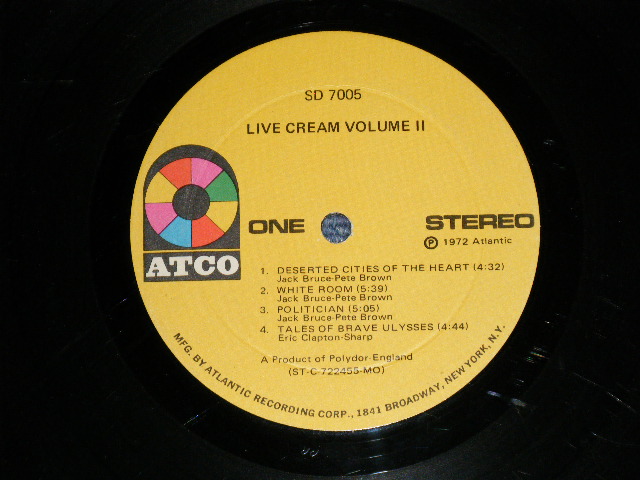 SD 7005
LIVE CREAM VOLUME II
ATCO
ONE
STEREO
Ⓟ 1972 Atlantic
1. DESERTED CITIES OF THE HEART (4:32)
Jack Bruce-Pete Brown
2. WHITE ROOM (5:39)
Jack Bruce-Pete Brown
3. POLITICIAN (5:05)
Jack Bruce-Pete Brown
4. TALES OF BRAVE ULYSSES (4:44)
Eric Clapton-Sharp
A Product of Polydor-England
(ST-C-722455-MO)
MFG. BY ATLANTIC RECORDING CORP., 1841 BROADWAY, NEW YORK, N.Y.